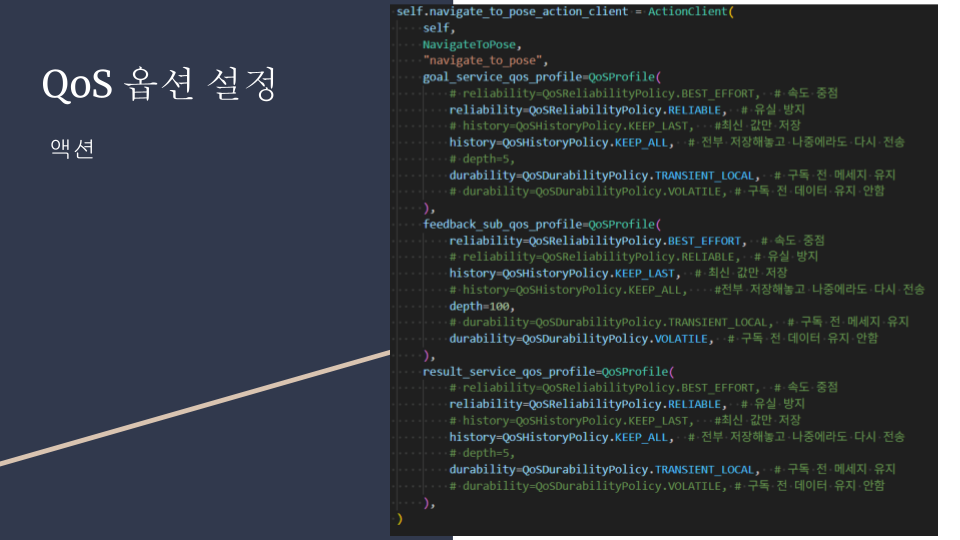 QoS 옵션 설정
액션
self.navigate_to_pose_action_client = ActionClient(
self,
NavigateToPose,
"navigate_to_pose",
goal_service_qos_profile=QoSProfile(
# reliability=QoSReliabilityPolicy.BEST_EFFORT, # 속도 중점
reliability=QoSReliabilityPolicy.RELIABLE, # 유실 방지
# history=QoSHistoryPolicy.KEEP_LAST, #최신 값만 저장
history=QoSHistoryPolicy.KEEP_ALL, # 전부 저장해놓고 나중에라도 다시 전송
# depth=5,
durability=QoSDurabilityPolicy.TRANSIENT_LOCAL, # 구독 전 메세지 유지
# durability=QoSDurabilityPolicy.VOLATILE, # 구독 전 데이터 유지 안함
),
feedback_sub_qos_profile=QoSProfile(
reliability=QoSReliabilityPolicy.BEST_EFFORT, # 속도 중점
# reliability=QoSReliabilityPolicy.RELIABLE, # 유실 방지
history=QoSHistoryPolicy.KEEP_LAST, # 최신 값만 저장
# history=QoSHistoryPolicy.KEEP_ALL, #전부 저장해놓고 나중에라도 다시 전송
depth=100,
# durability=QoSDurabilityPolicy.TRANSIENT_LOCAL, # 구독 전 메세지 유지
durability=QoSDurabilityPolicy.VOLATILE, # 구독 전 데이터 유지 안함
),
result_service_qos_profile=QoSProfile(
# reliability=QoSReliabilityPolicy.BEST_EFFORT, # 속도 중점
reliability=QoSReliabilityPolicy.RELIABLE, # 유실 방지
# history=QoSHistoryPolicy.KEEP_LAST, #최신 값만 저장
history=QoSHistoryPolicy.KEEP_ALL, # 전부 저장해놓고 나중에라도 다시 전송
# depth=5,
durability=QoSDurabilityPolicy.TRANSIENT_LOCAL, # 구독 전 메세지 유지
# durability=QoSDurabilityPolicy.VOLATILE, # 구독 전 데이터 유지 안함
),
)